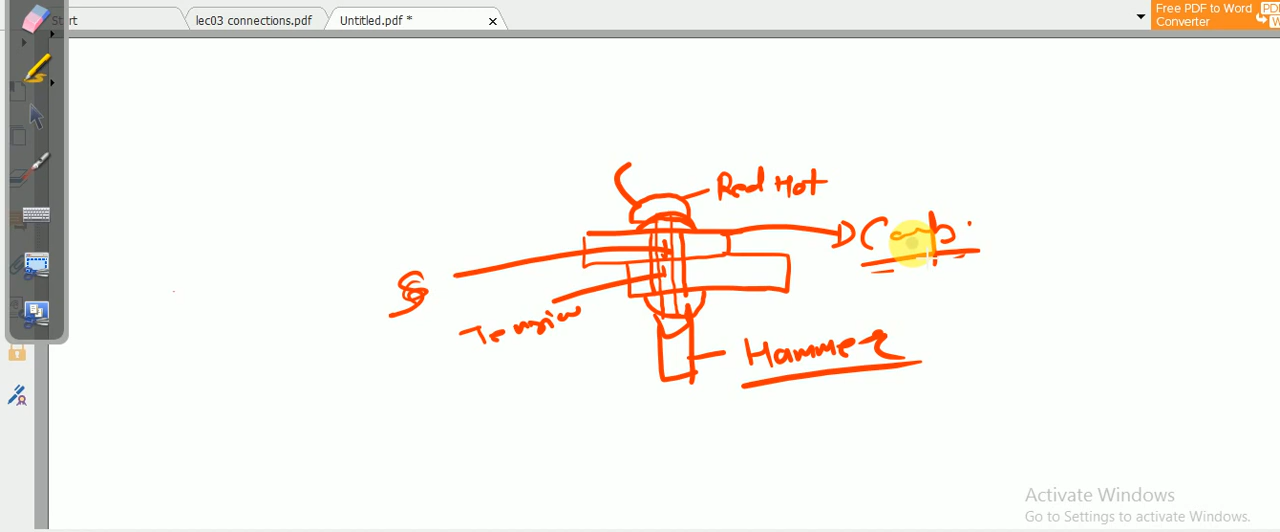 Start
lec03 connections.pdf
Untitled.pdf *
Free PDF to Word
Converter
Red Hot
Tension
Hammer
Activate Windows
Go to Settings to activate Windows.